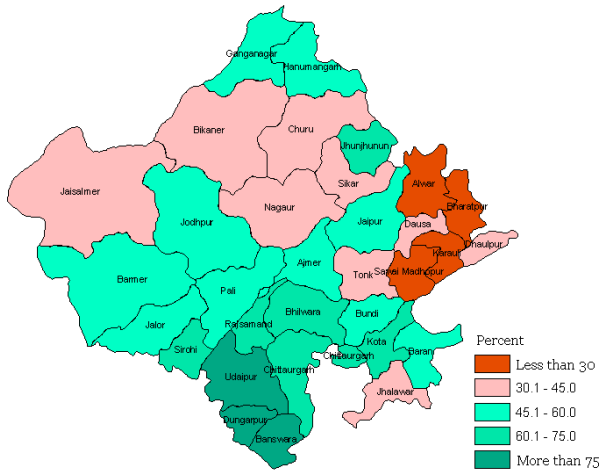 Ganganagar
Hanumangarh
Bikaner
Churu
Jhunjhunun
Sikar
Alwar
Jaisalmer
Nagaur
Bharatpur
Jodhpur
Jaipur
Dausa
Dhaulpur
Karauli
Ajmer
Tonk
Sawai Madhopur
Barmer
Pali
Bhilwara
Bundi
Jalor
Rajsamand
Kota
Sirohi
Chittaurgarh
Baran
Udaipur
Chittaurgarh
Jhalawar
Dungarpur
Banswara
Percent
Less than 30
30.1 - 45.0
45.1 - 60.0
60.1 - 75.0
More than 75